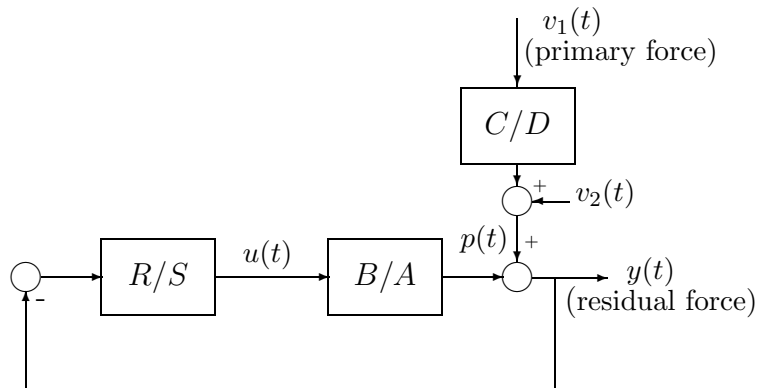 v₁(t)
(primary force)
C/D
+
v₂(t)
p(t)
+
u(t)
R/S
B/A
y(t)
-
(residual force)